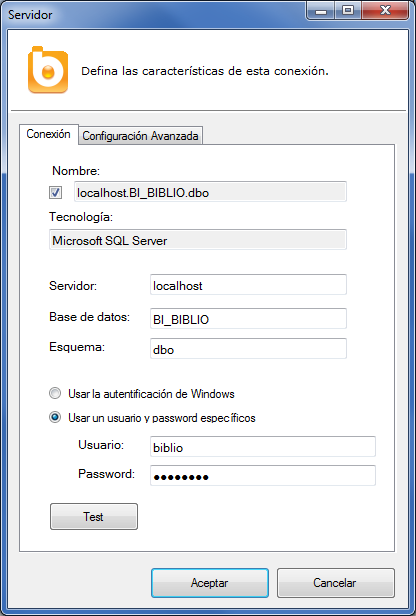 Servidor
Defina las características de esta conexión.
Conexión
Configuración Avanzada
Nombre:
localhost.BI_BIBLIO.dbo
Tecnología:
Microsoft SQL Server
Servidor:
localhost
Base de datos:
BI_BIBLIO
Esquema:
dbo
Usar la autentificación de Windows
Usar un usuario y password específicos
Usuario:
biblio
Password:
●●●●●●●●
Test
Aceptar
Cancelar